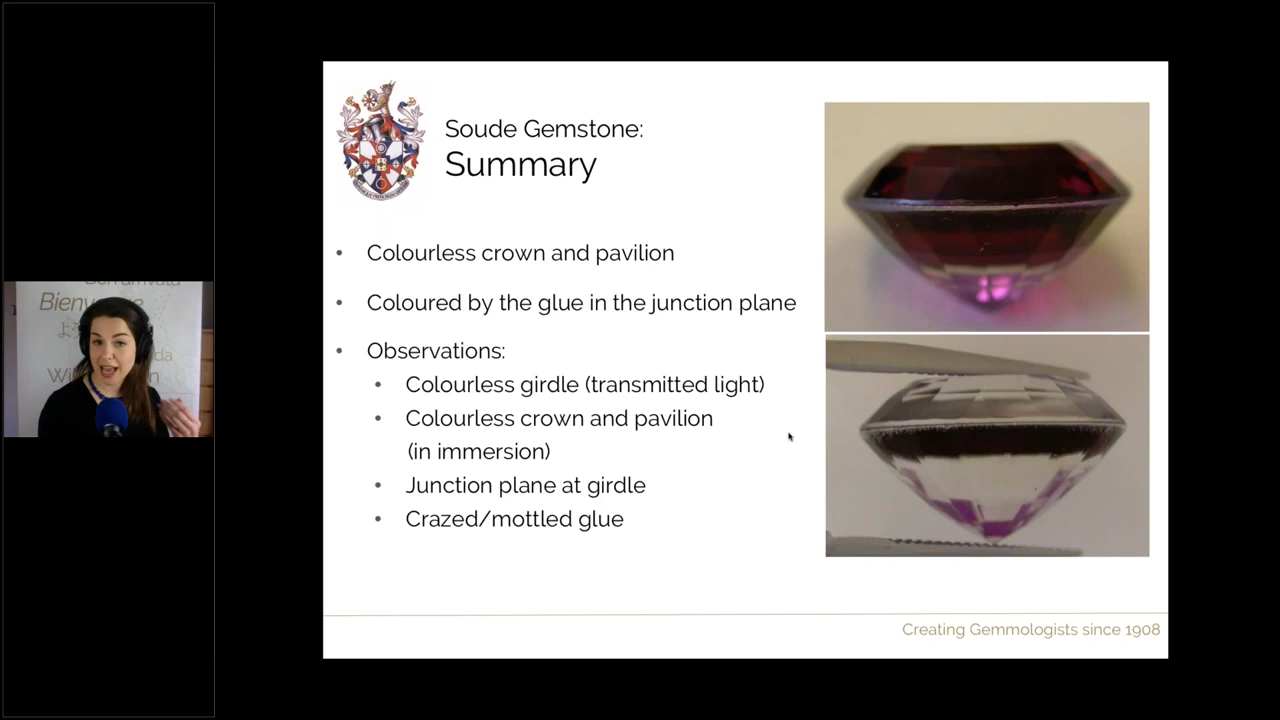 Soude Gemstone:
Summary
• Colourless crown and pavilion
• Coloured by the glue in the junction plane
• Observations:
• Colourless girdle (transmitted light)
• Colourless crown and pavilion
(in immersion)
• Junction plane at girdle
• Crazed/mottled glue
Creating Gemmologists since 1908